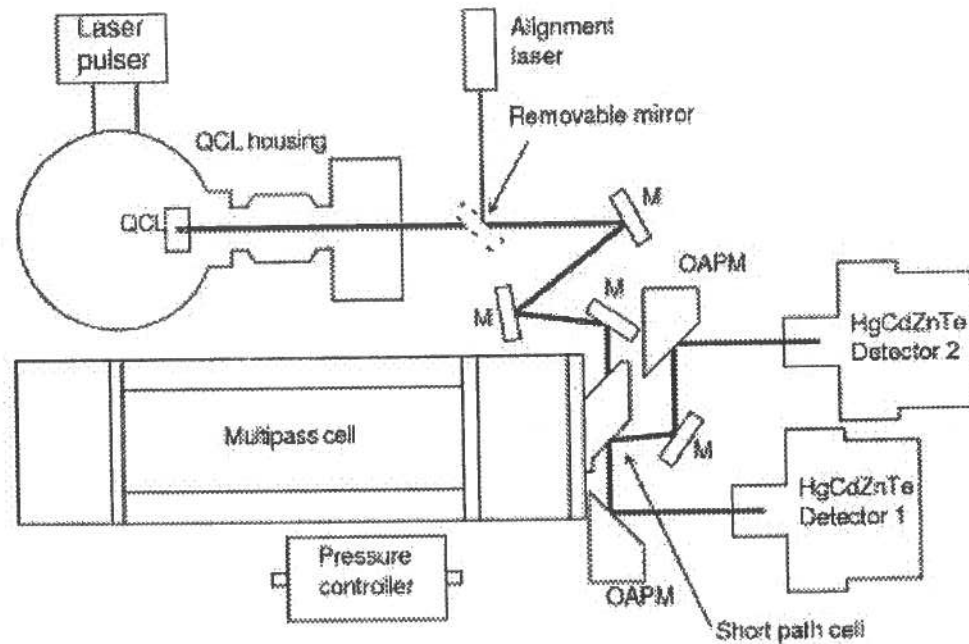 Laser
pulser
Alignment
laser
Removable mirror
QCL housing
QCL
M
OAPM
M
M
HgCdZnTe
Detector 2
Multipass cell
M
HgCdZnTe
Detector 1
Pressure
controller
OAPM
Short path cell